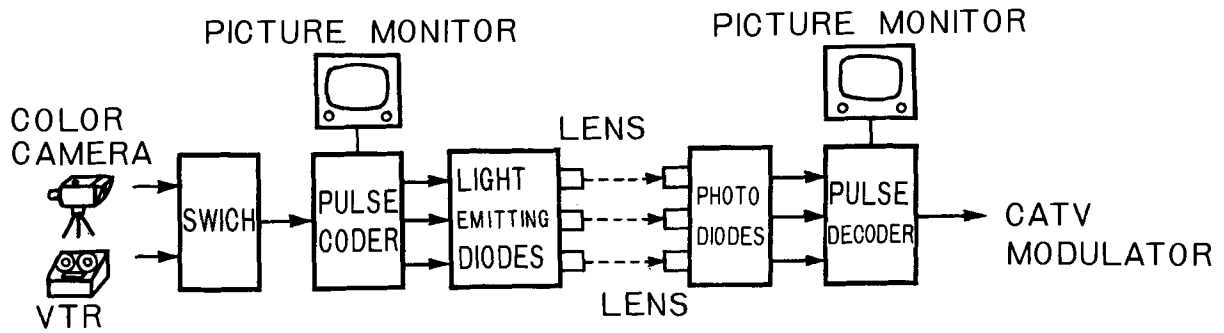 PICTURE MONITOR
PICTURE MONITOR
COLOR
CAMERA
VTR
SWICH
PULSE
CODER
LIGHT
EMITTING
DIODES
LENS
LENS
PHOTO
DIODES
PULSE
DECODER
CATV
MODULATOR